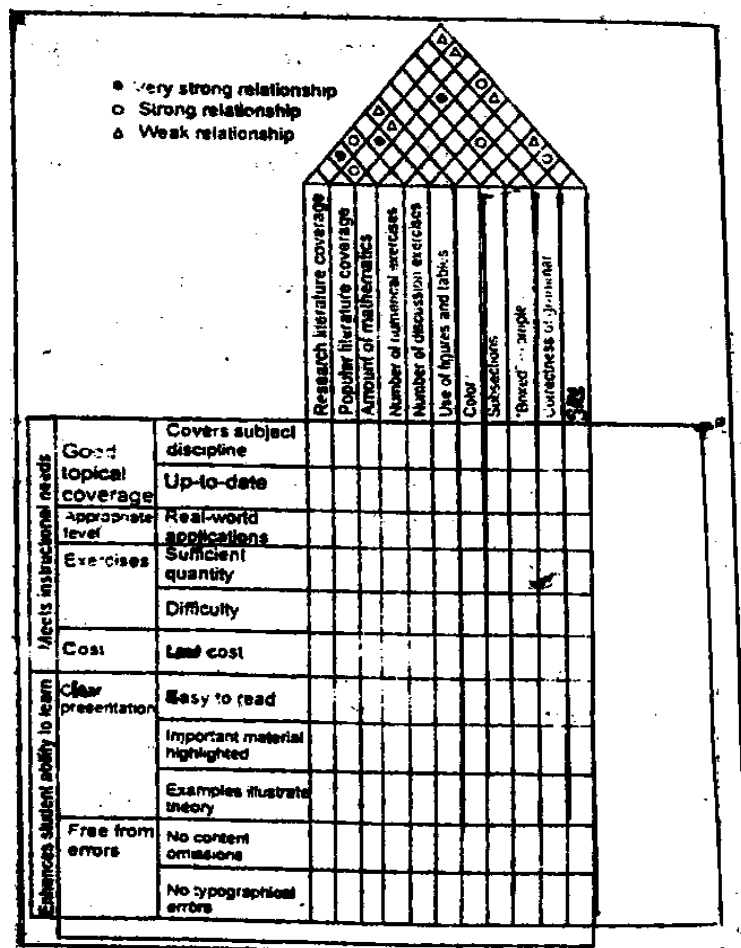 Very strong relationship
Strong relationship
Weak relationship
Research literature coverage
Popular literature coverage
Amount of mathematics
Number of numerical exercises
Number of discussion exercises
Use of figures and tables
Color
Subsections
"Boxed"
Correctness of grammar
Meets instructional needs
Good
topical
coverage
Covers subject
discipline
Up-to-date
Appropriate
level
Real-world
applications
Exercises
Sufficient
quantity
Difficulty
Cost
cost
Enhances student ability to learn
Clear
presentation
Easy to read
Important material
highlighted
Examples illustrate
theory
Free from
errors
No content
omissions
No typographical
errors